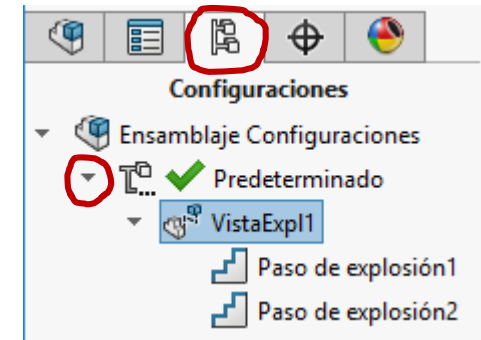 Configuraciones
Ensamblaje Configuraciones
Predeterminado
VistaExpl1
Paso de explosión1
Paso de explosión2